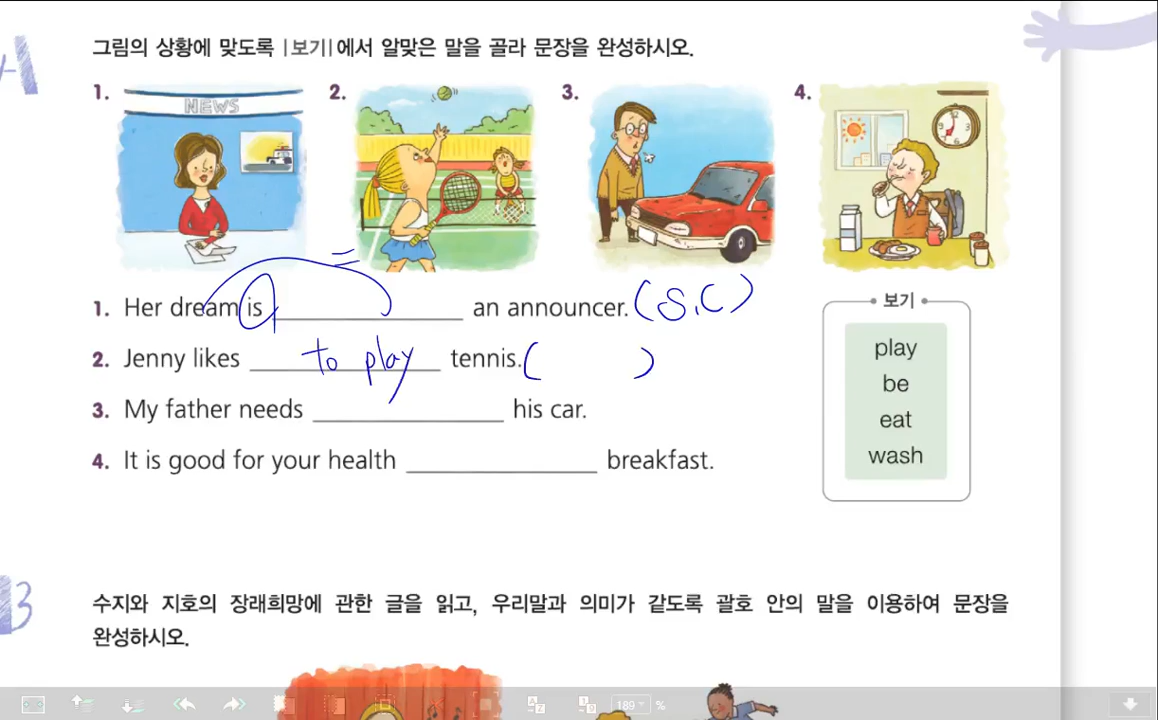 A
그림의 상황에 맞도록 |보기|에서 알맞은 말을 골라 문장을 완성하시오.
1.
2.
3.
4.
NEWS
1. Her dream is ____ an announcer. (S.C)
2. Jenny likes to play tennis. ( )
3. My father needs ____ his car.
4. It is good for your health ____ breakfast.
보기
play
be
eat
wash
B
수지와 지호의 장래희망에 관한 글을 읽고, 우리말과 의미가 같도록 괄호 안의 말을 이용하여 문장을
완성하시오.
189 %